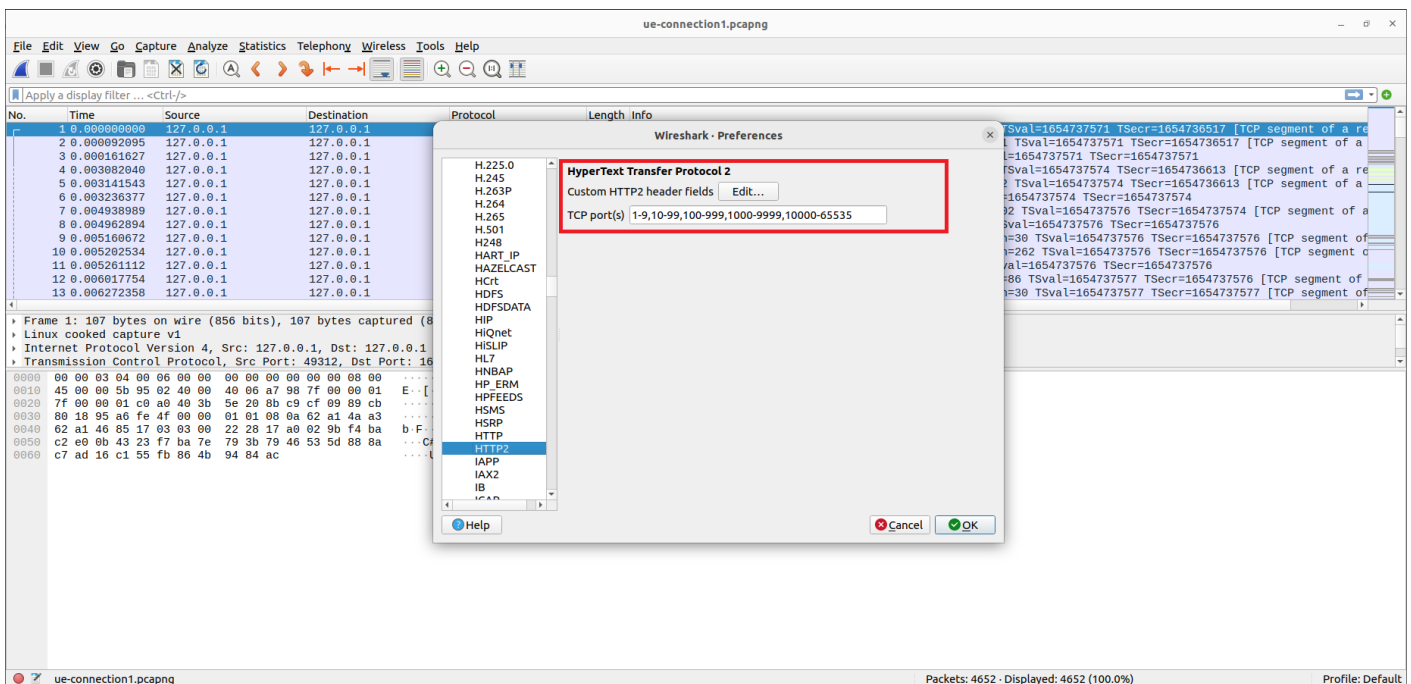 ue-connection1.pcapng
File Edit View Go Capture Analyze Statistics Telephony Wireless Tools Help
Apply a display filter … <Ctrl-/>
No. Time Source Destination Protocol Length Info
1 0.000000000 127.0.0.1 127.0.0.1 TSval=1654737571 TSecr=1654736517 [TCP segment of a re
2 0.000092095 127.0.0.1 127.0.0.1 1 TSval=1654737571 TSecr=1654736517 [TCP segment of a
3 0.000161627 127.0.0.1 127.0.0.1 l=1654737571 TSecr=1654737571
4 0.003082040 127.0.0.1 127.0.0.1 TSval=1654737574 TSecr=1654736613 [TCP segment of a re
5 0.003141543 127.0.0.1 127.0.0.1 2 TSval=1654737574 TSecr=1654736613 [TCP segment of a
6 0.003236377 127.0.0.1 127.0.0.1 =1654737574 TSecr=1654737574
7 0.004938989 127.0.0.1 127.0.0.1 02 TSval=1654737576 TSecr=1654737574 [TCP segment of a
8 0.004962894 127.0.0.1 127.0.0.1 Sval=1654737576 TSecr=1654737576
9 0.005160672 127.0.0.1 127.0.0.1 n=30 TSval=1654737576 TSecr=1654737576 [TCP segment of
10 0.005202534 127.0.0.1 127.0.0.1 n=262 TSval=1654737576 TSecr=1654737576 [TCP segment o
11 0.005261112 127.0.0.1 127.0.0.1 val=1654737576 TSecr=1654737576
12 0.006017754 127.0.0.1 127.0.0.1 =86 TSval=1654737576 TSecr=1654737576 [TCP segment of
13 0.006272358 127.0.0.1 127.0.0.1 n=30 TSval=1654737577 TSecr=1654737577 [TCP segment of
Frame 1: 107 bytes on wire (856 bits), 107 bytes captured (8
Linux cooked capture v1
Internet Protocol Version 4, Src: 127.0.0.1, Dst: 127.0.0.1
Transmission Control Protocol, Src Port: 49312, Dst Port: 16
0000 00 00 03 04 00 06 00 00 00 00 00 00 00 00 08 00 ·····
0010 45 00 00 5b 95 02 40 00 40 06 a7 98 7f 00 00 01 E··[
0020 7f 00 00 01 c0 a0 40 3b 5e 20 8b c9 cf 09 89 cb ·····
0030 80 18 95 a6 fe 4f 00 00 01 01 08 0a 62 a1 4a a3 ·····
0040 62 a1 46 85 17 03 03 00 22 28 17 a0 02 9b f4 ba b·F·
0050 c2 e0 0b 43 23 f7 ba 7e 79 3b 79 46 53 5d 88 8a ···C#
0060 c7 ad 16 c1 55 fb 86 4b 94 84 ac ····U
Wireshark · Preferences
H.225.0
H.245
H.263P
H.264
H.265
H.501
H248
HART_IP
HAZELCAST
HCrt
HDFS
HDFSDATA
HIP
HiQnet
HiSLIP
HL7
HNBAP
HP_ERM
HPFEEDS
HSMS
HSRP
HTTP
HTTP2
IAPP
IAX2
IB
ICAP
HyperText Transfer Protocol 2
Custom HTTP2 header fields Edit…
TCP port(s) 1-9,10-99,100-999,1000-9999,10000-65535
Help Cancel OK
ue-connection1.pcapng Packets: 4652 · Displayed: 4652 (100.0%) Profile: Default